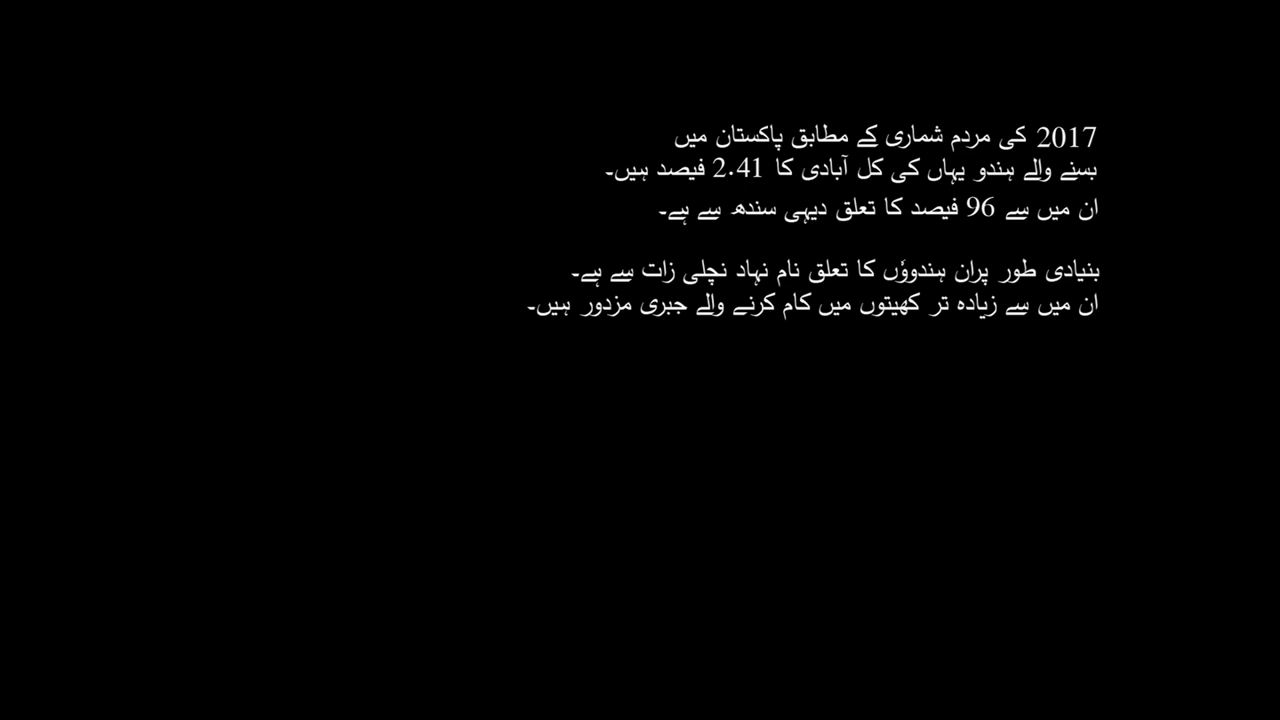 2017 کی مردم شماری کے مطابق پاکستان میں
بسنے والے ہندو یہاں کی کل آبادی کا 2.41 فیصد ہیں۔
ان میں سے 96 فیصد کا تعلق دیہی سندھ سے ہے۔
بنیادی طور پران ہندوؤں کا تعلق نام نہاد نچلی زات سے ہے۔
ان میں سے زیادہ تر کھیتوں میں کام کرنے والے جبری مزدور ہیں۔